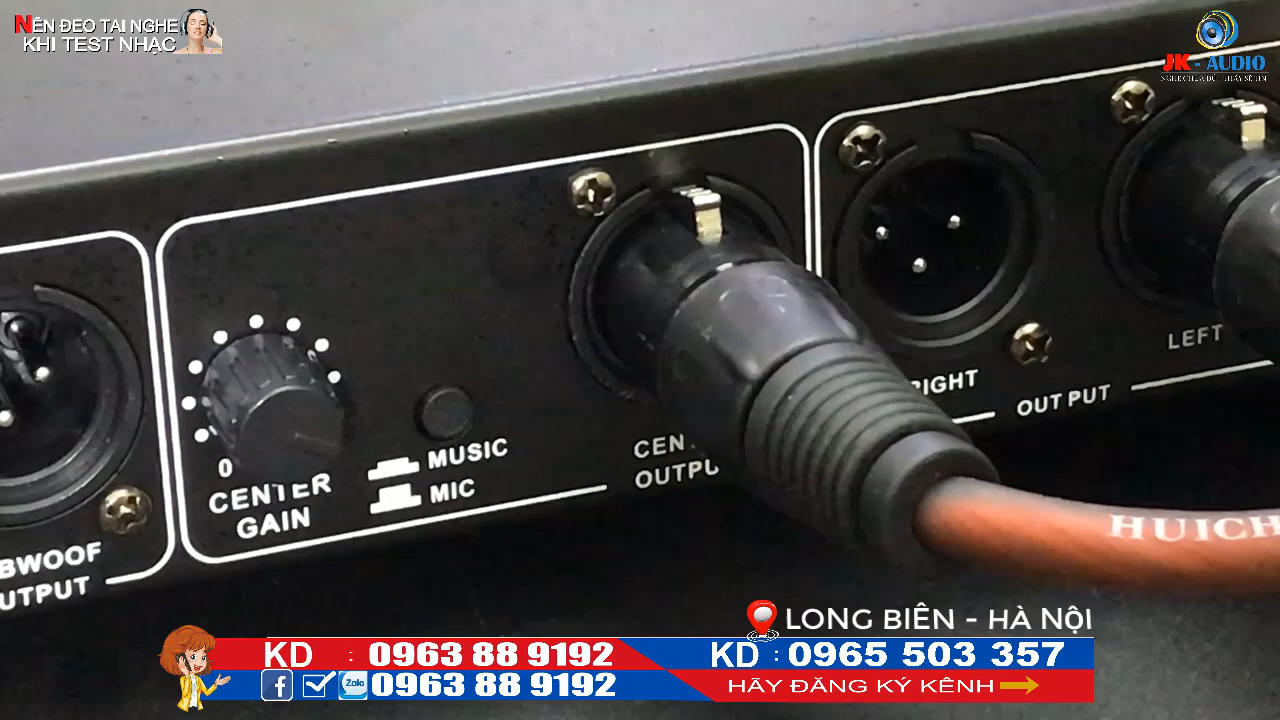 NÊN ĐEO TAI NGHE
KHI TEST NHẠC
JK - AUDIO
0
CENTER
GAIN
MUSIC
MIC
CEN
OUTPU
RIGHT
OUTPUT
LEFT
BWOOF
UTPUT
HUICH
LONG BIÊN - HÀ NỘI
KD : 0963 88 9192
KD : 0965 503 357
f Zalo 0963 88 9192
HÃY ĐĂNG KÝ KÊNH